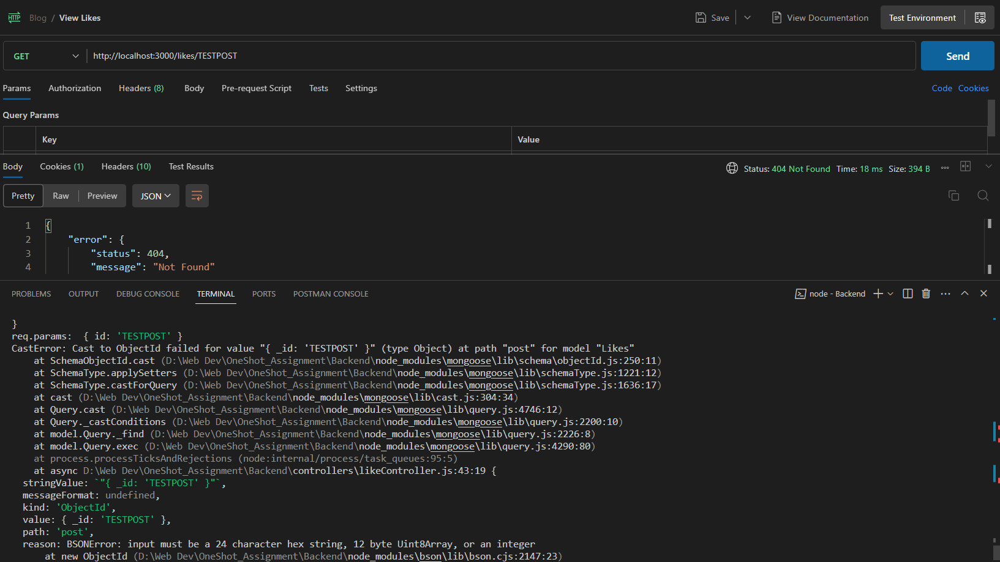 HTTP Blog / View Likes Save View Documentation Test Environment
GET http://localhost:3000/likes/TESTPOST Send
Params Authorization Headers (8) Body Pre-request Script Tests Settings Code Cookies
Query Params
Key Value
Body Cookies (1) Headers (10) Test Results Status: 404 Not Found Time: 18 ms Size: 394 B
Pretty Raw Preview JSON
1 {
2 "error": {
3 "status": 404,
4 "message": "Not Found"
PROBLEMS OUTPUT DEBUG CONSOLE TERMINAL PORTS POSTMAN CONSOLE node - Backend
}
req.params:  { id: 'TESTPOST' }
CastError: Cast to ObjectId failed for value "{ _id: 'TESTPOST' }" (type Object) at path "post" for model "Likes"
    at SchemaObjectId.cast (D:\Web Dev\OneShot_Assignment\Backend\node_modules\mongoose\lib\schema\objectId.js:250:11)
    at SchemaType.applySetters (D:\Web Dev\OneShot_Assignment\Backend\node_modules\mongoose\lib\schemaType.js:1221:12)
    at SchemaType.castForQuery (D:\Web Dev\OneShot_Assignment\Backend\node_modules\mongoose\lib\schemaType.js:1636:17)
    at cast (D:\Web Dev\OneShot_Assignment\Backend\node_modules\mongoose\lib\cast.js:304:34)
    at Query.cast (D:\Web Dev\OneShot_Assignment\Backend\node_modules\mongoose\lib\query.js:4746:12)
    at Query._castConditions (D:\Web Dev\OneShot_Assignment\Backend\node_modules\mongoose\lib\query.js:2200:10)
    at model.Query._find (D:\Web Dev\OneShot_Assignment\Backend\node_modules\mongoose\lib\query.js:2226:8)
    at model.Query.exec (D:\Web Dev\OneShot_Assignment\Backend\node_modules\mongoose\lib\query.js:4290:80)
    at process.processTicksAndRejections (node:internal/process/task_queues:95:5)
    at async D:\Web Dev\OneShot_Assignment\Backend\controllers\likeController.js:43:19 {
  stringValue: `"{ _id: 'TESTPOST' }"`,
  messageFormat: undefined,
  kind: 'ObjectId',
  value: { _id: 'TESTPOST' },
  path: 'post',
  reason: BSONError: input must be a 24 character hex string, 12 byte Uint8Array, or an integer
      at new ObjectId (D:\Web Dev\OneShot_Assignment\Backend\node_modules\bson\lib\bson.cjs:2147:23)